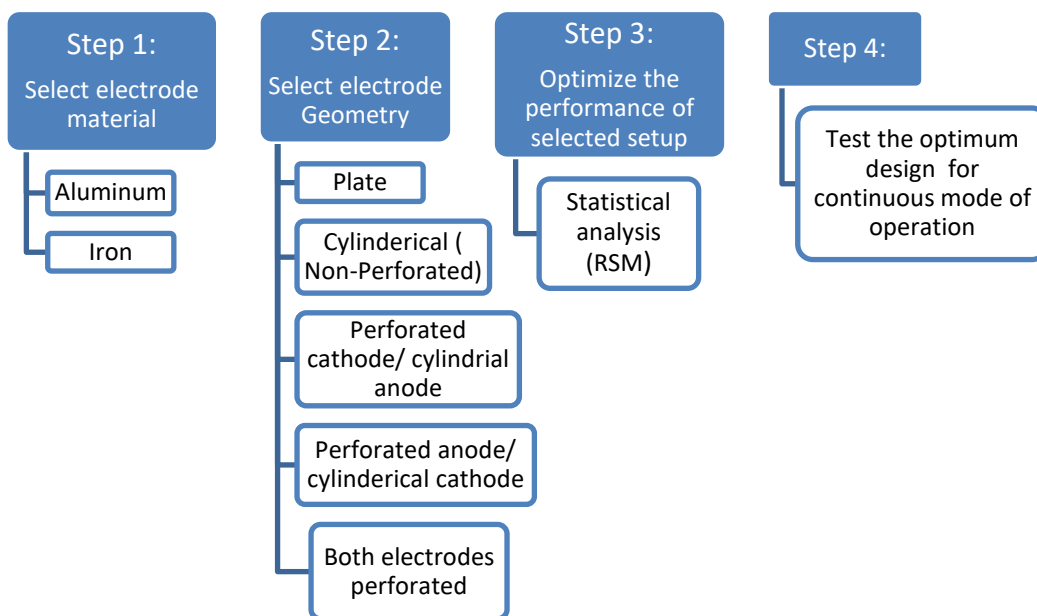 Step 1:
Select electrode
material
Aluminum
Iron
Step 2:
Select electrode
Geometry
Plate
Cylinderical (
Non-Perforated)
Perforated
cathode/ cylindrial
anode
Perforated anode/
cylinderical cathode
Both electrodes
perforated
Step 3:
Optimize the
performance of
selected setup
Statistical
analysis
(RSM)
Step 4:
Test the optimum
design for
continuous mode of
operation